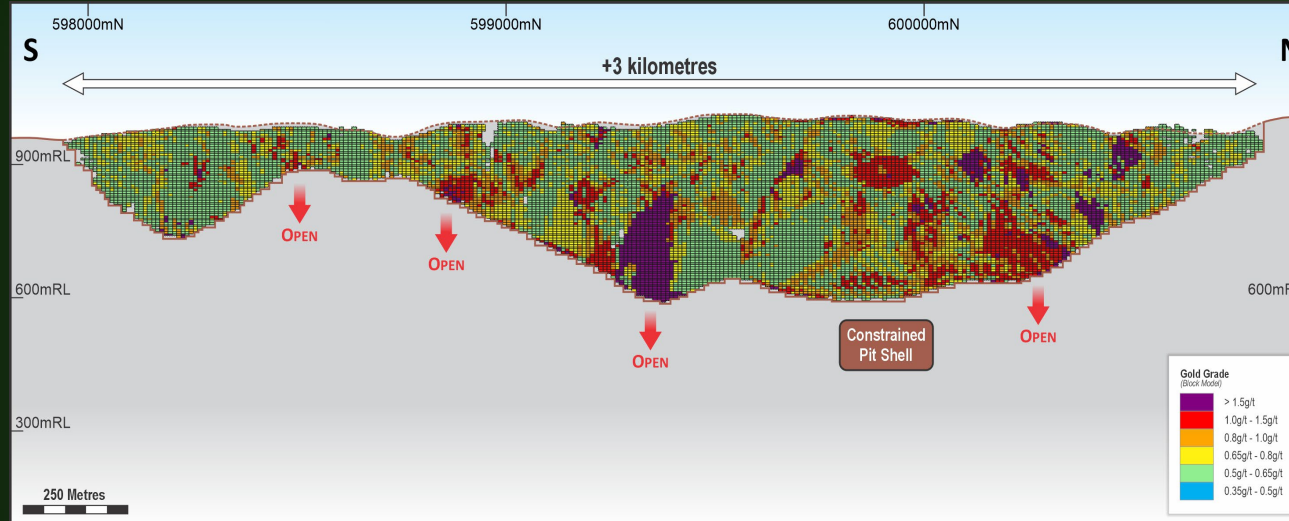 598000mN
599000mN
600000mN
S
N
+3 kilometres
900mRL
600mRL
600mR
300mRL
OPEN
OPEN
OPEN
OPEN
Constrained
Pit Shell
Gold Grade
(Block Model)
> 1.5g/t
1.0g/t - 1.5g/t
0.8g/t - 1.0g/t
0.65g/t - 0.8g/t
0.5g/t - 0.65g/t
0.35g/t - 0.5g/t
250 Metres